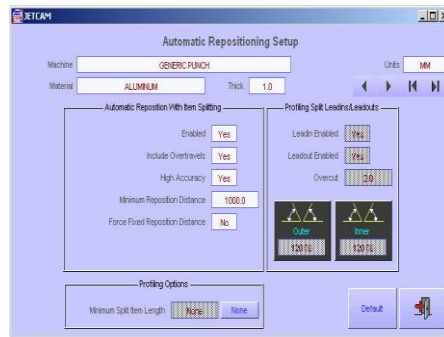 JETCAM
Automatic Repositioning Setup
Machine GENERIC PUNCH Units MM
Material ALUMINUM Thick. 1.0
Automatic Repostion With Item Splitting
Enabled Yes
Include Overtravels Yes
High Accuracy Yes
Minimum Reposition Distance 1000.0
Force Fixed Reposition Distance No
Profiling Split Leadins/Leadouts
Leadin Enabled Yes
Leadout Enabled Yes
Overcut 2.0
Outer Inner
Profiling Options
Minimum Split Item Length None None
Default